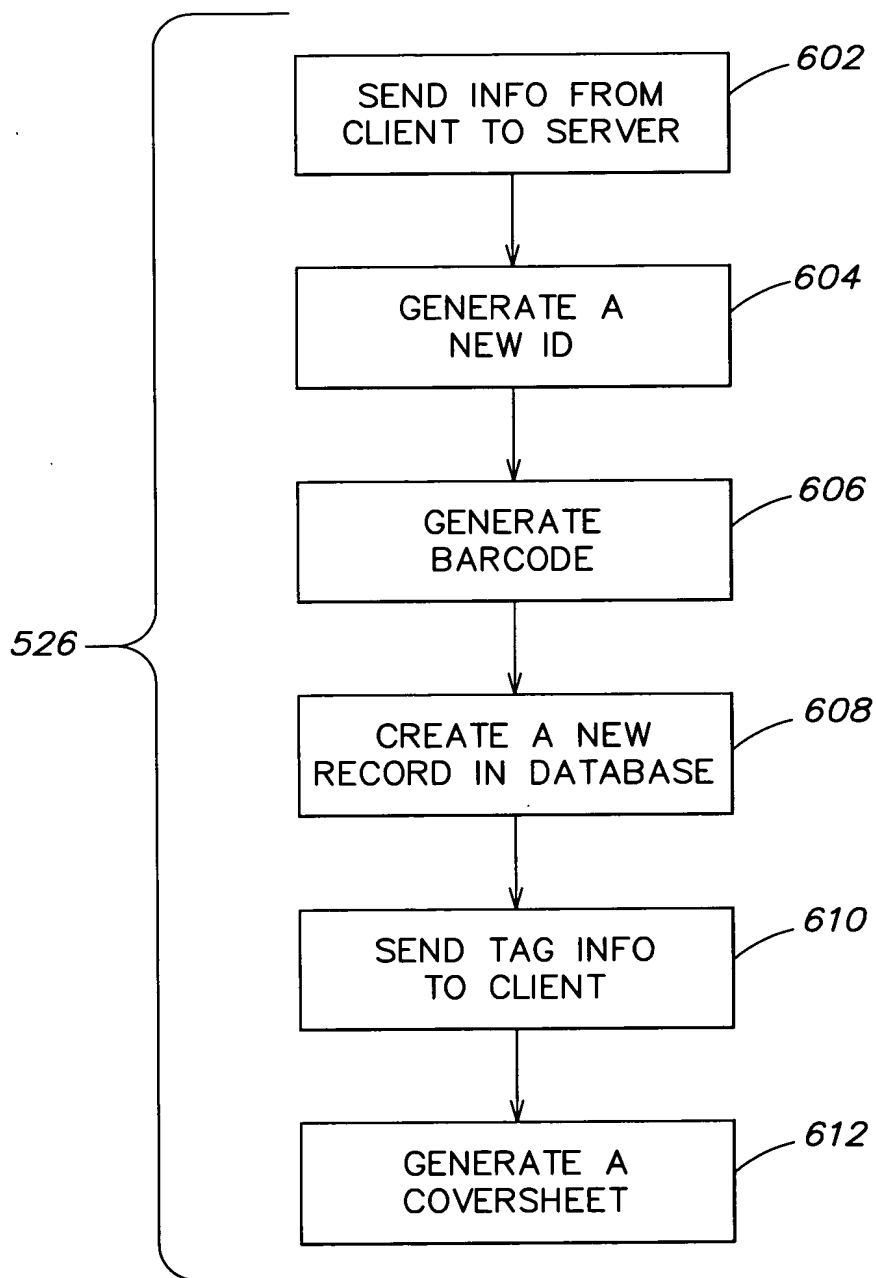 602
SEND INFO FROM
CLIENT TO SERVER
604
GENERATE A
NEW ID
606
GENERATE
BARCODE
526
608
CREATE A NEW
RECORD IN DATABASE
610
SEND TAG INFO
TO CLIENT
612
GENERATE A
COVERSHEET